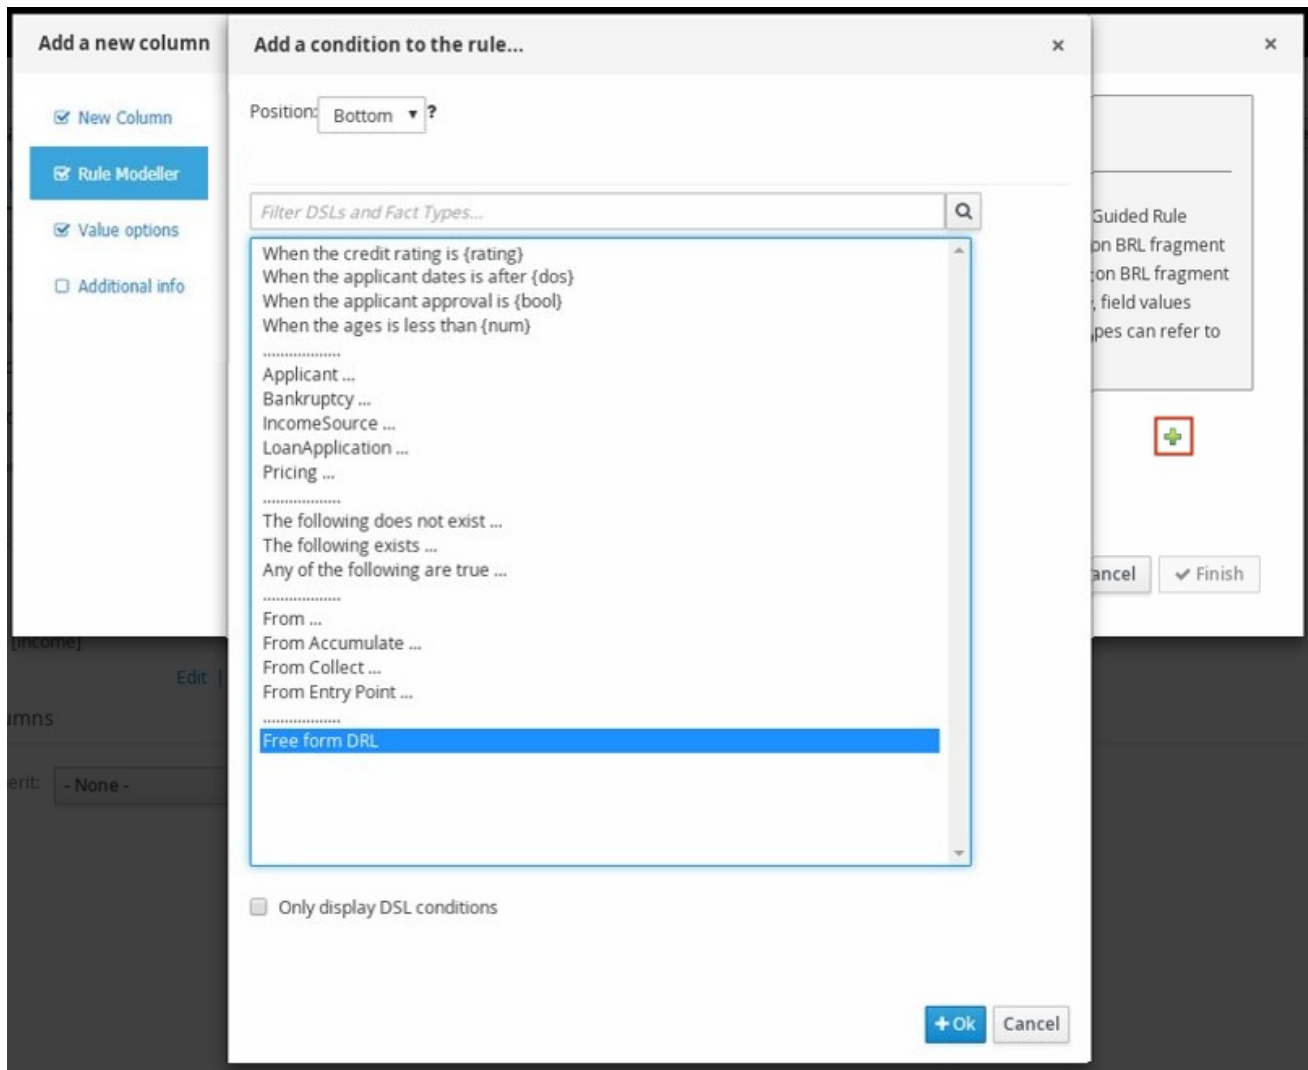 Add a new column
Add a condition to the rule...
×
×
New Column
Rule Modeller
Value options
Additional info
Position: Bottom ?
Filter DSLs and Fact Types...
When the credit rating is {rating}
When the applicant dates is after {dos}
When the applicant approval is {bool}
When the ages is less than {num}
..................
Applicant ...
Bankruptcy ...
IncomeSource ...
LoanApplication ...
Pricing ...
..................
The following does not exist ...
The following exists ...
Any of the following are true ...
..................
From ...
From Accumulate ...
From Collect ...
From Entry Point ...
..................
Free form DRL
Only display DSL conditions
+ Ok
Cancel
Guided Rule
on BRL fragment
on BRL fragment
, field values
pes can refer to
ancel
Finish
[income]
Edit |
umns
erit: - None -